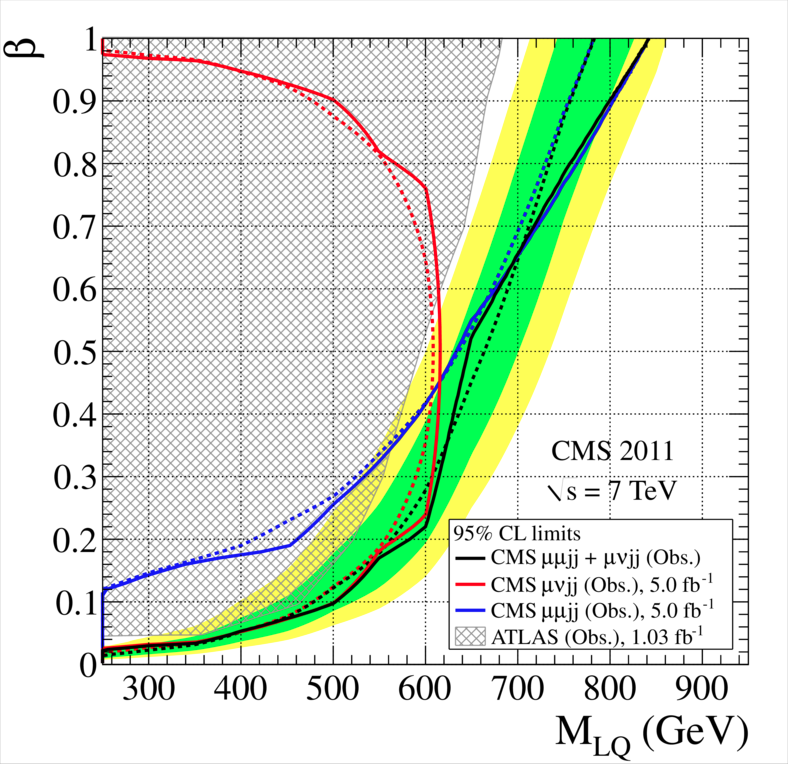 β
1
0.9
0.8
0.7
0.6
0.5
0.4
0.3
0.2
0.1
0
CMS 2011
√s = 7 TeV
95% CL limits
CMS μμjj + μνjj (Obs.)
CMS μνjj (Obs.), 5.0 fb⁻¹
CMS μμjj (Obs.), 5.0 fb⁻¹
ATLAS (Obs.), 1.03 fb⁻¹
300 400 500 600 700 800 900
M_LQ (GeV)